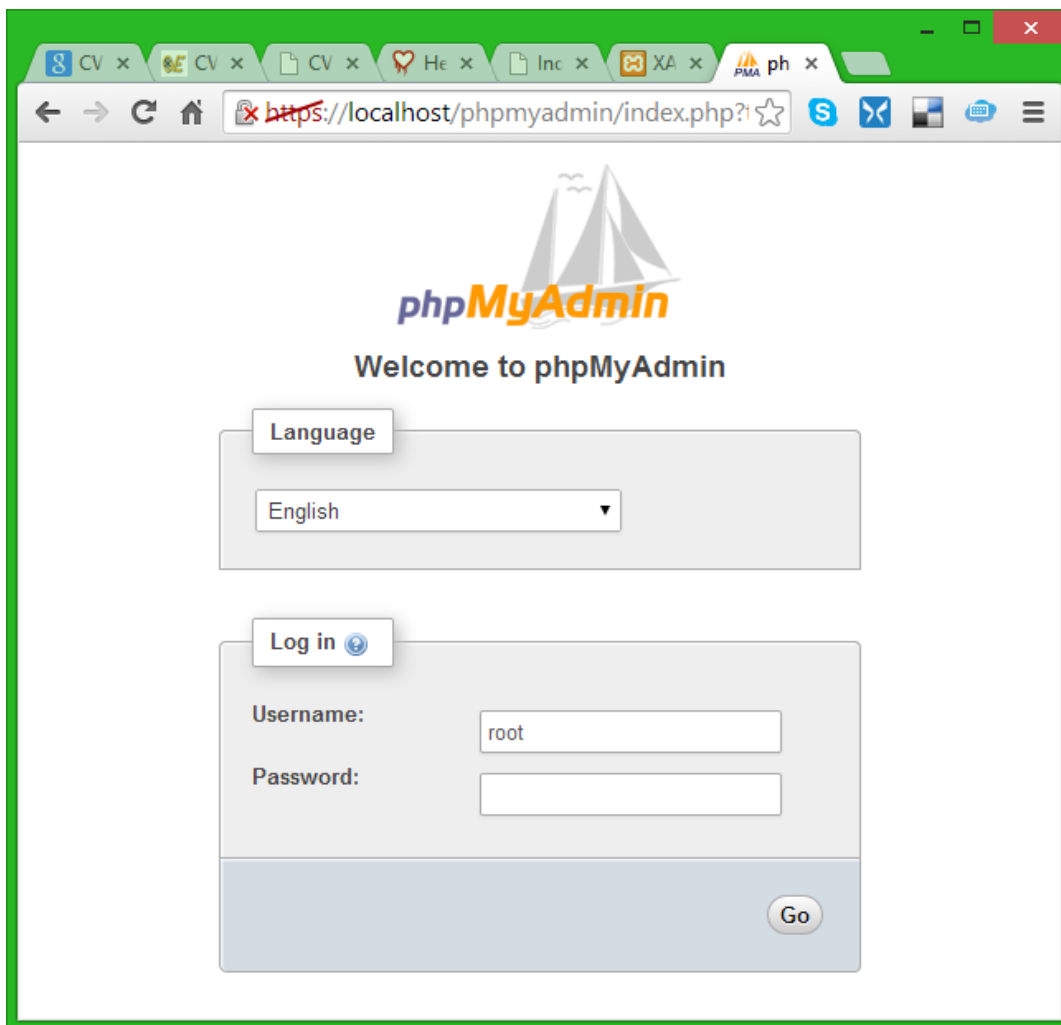 CV CV CV He Inc XA ph
https://localhost/phpmyadmin/index.php?
phpMyAdmin
Welcome to phpMyAdmin
Language
English
Log in
Username:
root
Password:
Go